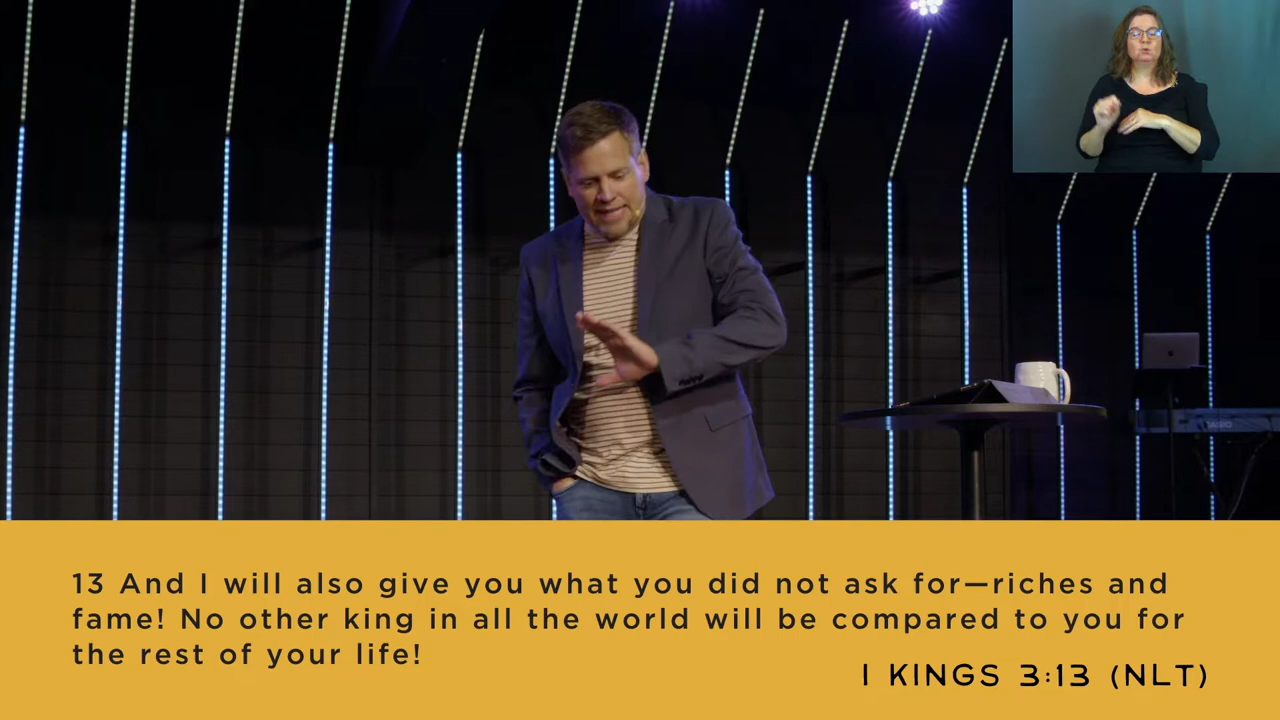 13 And I will also give you what you did not ask for—riches and
fame! No other king in all the world will be compared to you for
the rest of your life!
I KINGS 3:13 (NLT)
CASIO